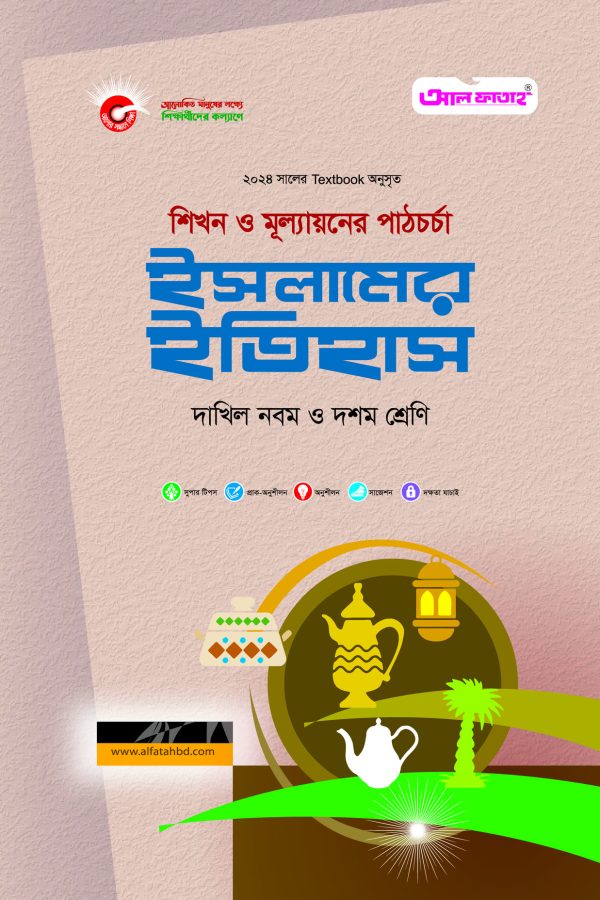 আলোকিত মানুষের লক্ষ্যে
শিক্ষার্থীদের কল্যাণে
আল ফাতাহ®
২০২৪ সালের Textbook অনুসৃত
শিখন ও মূল্যায়নের পাঠচর্চা
ইসলামের
ইতিহাস
দাখিল নবম ও দশম শ্রেণি
সুপার টিপস প্রাক-অনুশীলন অনুশীলন সাজেশন দক্ষতা যাচাই
www.alfatahbd.com